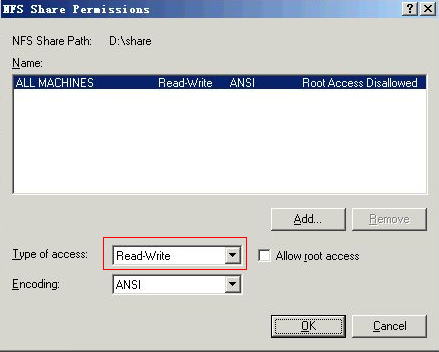 NFS Share Permissions
NFS Share Path: D:\share
Name:
ALL MACHINES Read-Write ANSI Root Access Disallowed
Add... Remove
Type of access: Read-Write Allow root access
Encoding: ANSI
OK Cancel